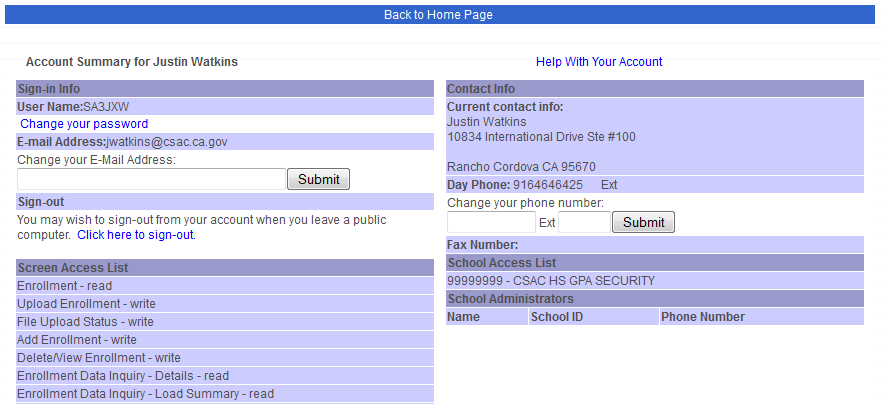 Back to Home Page
Account Summary for Justin Watkins
Help With Your Account
Sign-in Info
User Name:SA3JXW
Change your password
E-mail Address:jwatkins@csac.ca.gov
Change your E-Mail Address:
Submit
Sign-out
You may wish to sign-out from your account when you leave a public
computer. Click here to sign-out.
Screen Access List
Enrollment - read
Upload Enrollment - write
File Upload Status - write
Add Enrollment - write
Delete/View Enrollment - write
Enrollment Data Inquiry - Details - read
Enrollment Data Inquiry - Load Summary - read
Contact Info
Current contact info:
Justin Watkins
10834 International Drive Ste #100
Rancho Cordova CA 95670
Day Phone: 9164646425 Ext
Change your phone number:
Ext Submit
Fax Number:
School Access List
99999999 - CSAC HS GPA SECURITY
School Administrators
Name School ID Phone Number